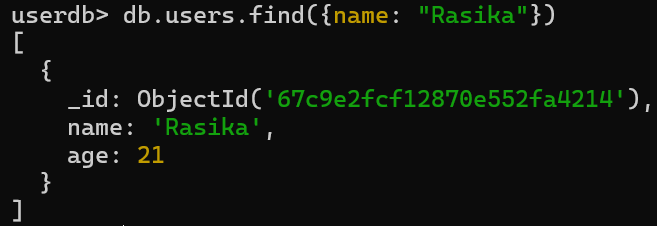 userdb> db.users.find({name: "Rasika"})
[
  {
    _id: ObjectId('67c9e2fcf12870e552fa4214'),
    name: 'Rasika',
    age: 21
  }
]